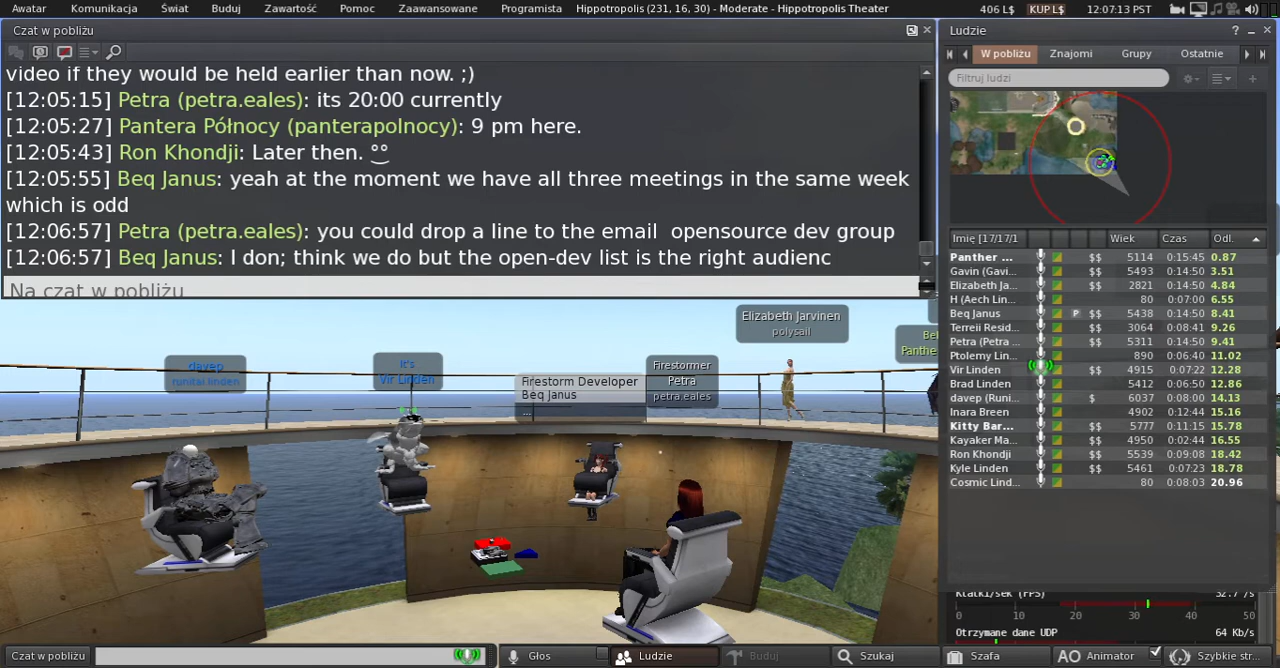 Awatar Komunikacja Świat Buduj Zawartość Pomoc Zaawansowane Programista Hippotropolis (231, 16, 30) - Moderate - Hippotropolis Theater 406 L$ KUP L$ 12:07:13 PST
Czat w pobliżu
video if they would be held earlier than now. ;)
[12:05:15] Petra (petra.eales): its 20:00 currently
[12:05:27] Pantera Północy (panterapolnocy): 9 pm here.
[12:05:43] Ron Khondji: Later then.
[12:05:55] Beq Janus: yeah at the moment we have all three meetings in the same week
which is odd
[12:06:57] Petra (petra.eales): you could drop a line to the email opensource dev group
[12:06:57] Beq Janus: I don; think we do but the open-dev list is the right audienc
Na czat w pobliżu
Elizabeth Jarvinen
polysail
davep
runitai linden
It's
Vir Linden
Firestorm Developer
Beq Janus
...
Firestormer
Petra
petra.eales
Panthe
Ludzie
W pobliżu Znajomi Grupy Ostatnie
Filtruj ludzi
Imię [17/17/1 Wiek Czas Odl.
Panther ... $$ 5114 0:15:45 0.87
Gavin (Gavi... $$ 5493 0:14:50 3.51
Elizabeth Ja... $$ 2821 0:14:50 4.84
H (Aech Lin... 80 0:07:00 6.55
Beq Janus P $$ 5438 0:14:50 8.41
Terreii Resid... $$ 3064 0:08:41 9.26
Petra (Petra ... $$ 5311 0:14:09 9.41
Ptolemy Lin... 890 0:06:40 11.02
Vir Linden $$ 4915 0:07:22 12.28
Brad Linden 5412 0:06:50 12.86
davep (Runi... $ 6037 0:08:00 14.13
Inara Breen 4902 0:12:44 15.16
Kitty Bar... $$ 5777 0:11:15 15.78
Kayaker Ma... $$ 4950 0:02:44 16.55
Ron Khondji $$ 5539 0:09:08 18.42
Kyle Linden $$ 5461 0:07:23 18.78
Cosmic Lind... 80 0:08:03 20.96
Klatki/sek (FPS) 32.7 /s
0 10 20 30 40 50
Otrzymane dane UDP 64 Kb/s
Czat w pobliżu Głos Ludzie Buduj Szukaj Szafa AO Animator Szybkie str...